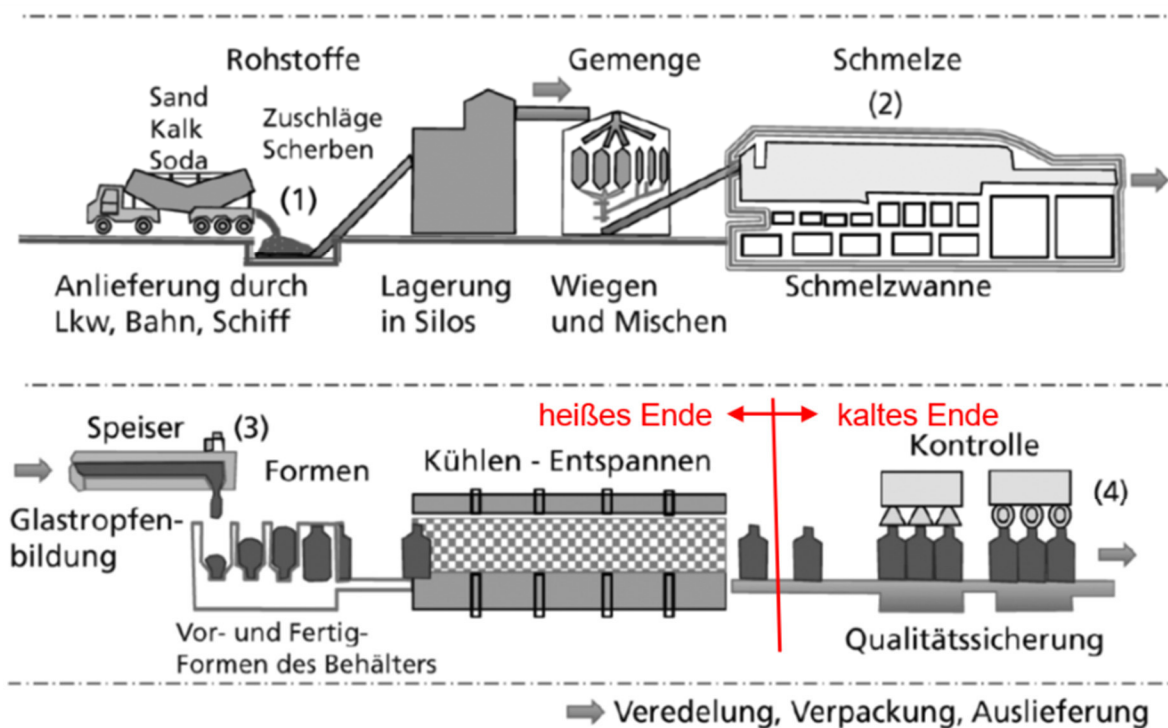 Rohstoffe
Gemenge
Schmelze
(2)
Sand
Kalk
Soda
Zuschläge
Scherben
(1)
Anlieferung durch
Lkw, Bahn, Schiff
Lagerung
in Silos
Wiegen
und Mischen
Schmelzwanne
heißes Ende
kaltes Ende
Speiser
(3)
Formen
Kühlen - Entspannen
Kontrolle
(4)
Glastropfen-
bildung
Vor- und Fertig-
Formen des Behälters
Qualitätssicherung
Veredelung, Verpackung, Auslieferung